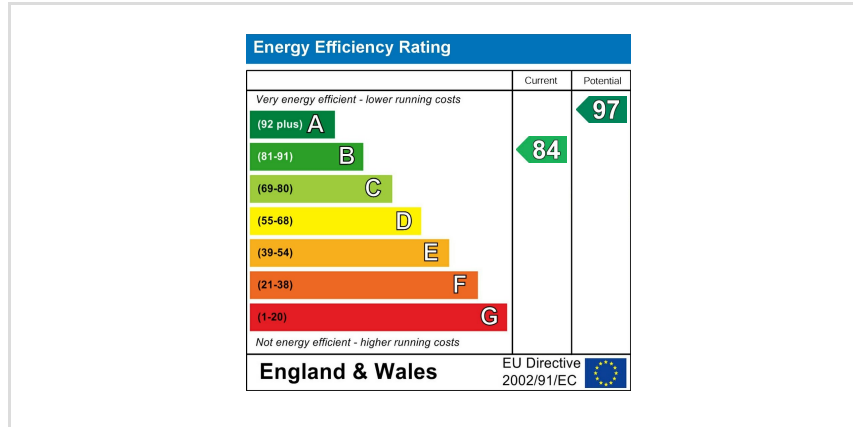 Energy Efficiency Rating
Current Potential
Very energy efficient - lower running costs
(92 plus) A
97
(81-91) B
84
(69-80) C
(55-68) D
(39-54) E
(21-38) F
(1-20) G
Not energy efficient - higher running costs
England & Wales
EU Directive
2002/91/EC